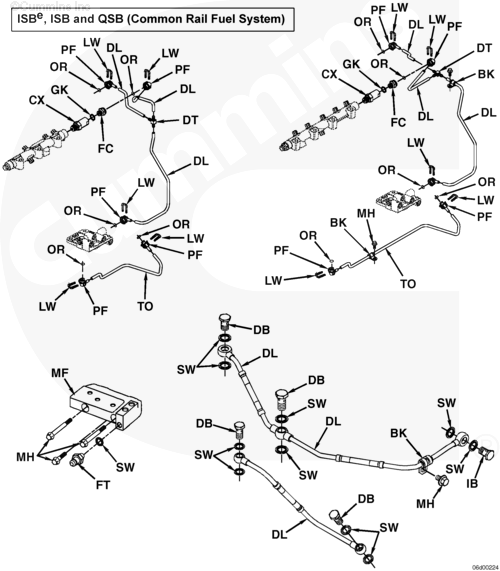 ©Cummins Inc.
ISBe, ISB and QSB (Common Rail Fuel System)
LW
PF
DL
OR
OR
LW
PF
GK
CX
DL
DT
FC
DL
LW
PF
OR
OR
LW
PF
OR
LW
PF
TO
LW
PF
DL
LW
OR
PF
OR
DT
GK
BK
CX
DL
FC
DL
LW
OR
OR
MH
PF
BK
OR
LW
PF
LW
TO
DB
DL
SW
DB
SW
MF
DB
SW
SW
DL
SW
BK
MH
SW
SW
FT
IB
MH
DB
SW
DL
Cummins
06d00224